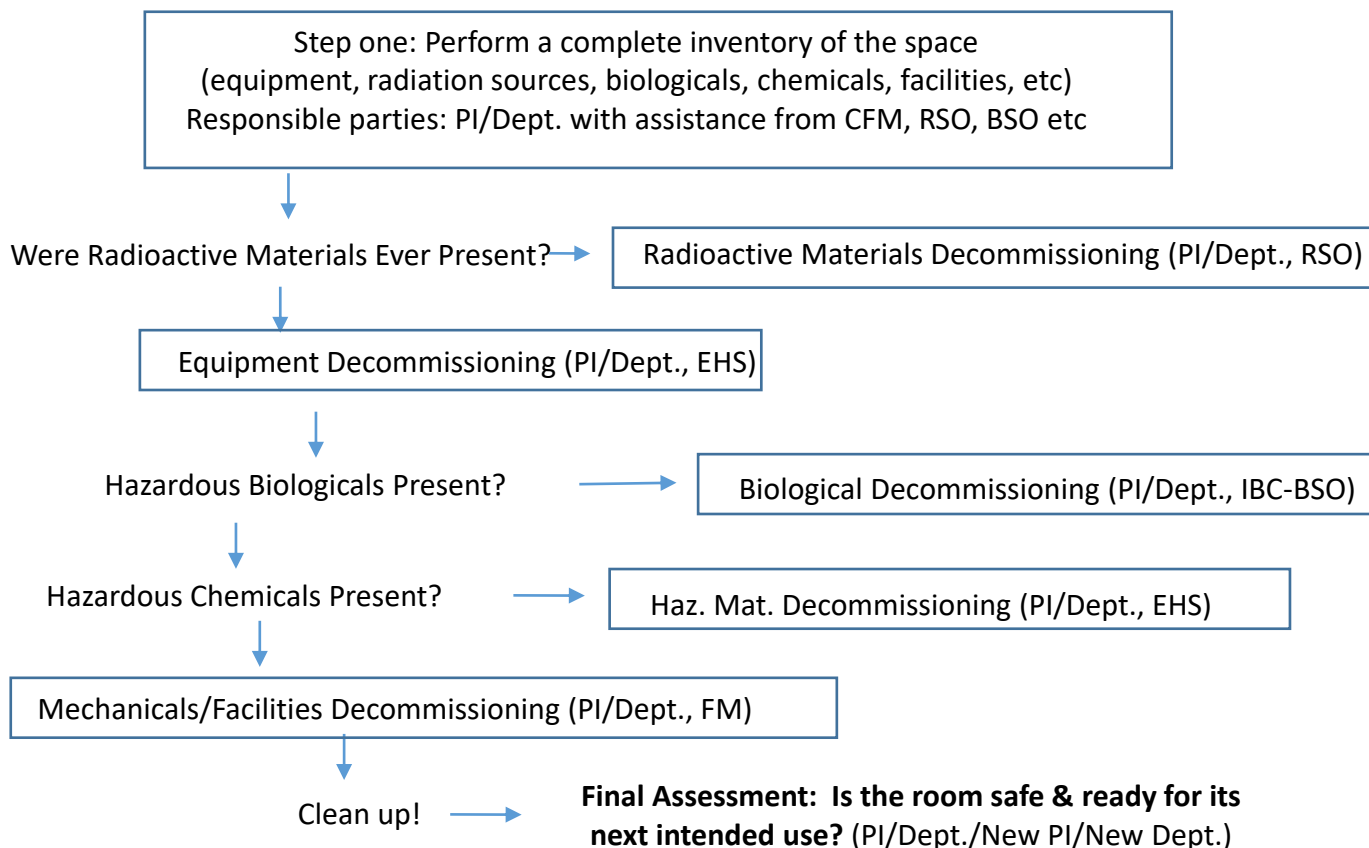 Step one: Perform a complete inventory of the space
(equipment, radiation sources, biologicals, chemicals, facilities, etc)
Responsible parties: PI/Dept. with assistance from CFM, RSO, BSO etc
Were Radioactive Materials Ever Present?
Radioactive Materials Decommissioning (PI/Dept., RSO)
Equipment Decommissioning (PI/Dept., EHS)
Hazardous Biologicals Present?
Biological Decommissioning (PI/Dept., IBC-BSO)
Hazardous Chemicals Present?
Haz. Mat. Decommissioning (PI/Dept., EHS)
Mechanicals/Facilities Decommissioning (PI/Dept., FM)
Clean up!
Final Assessment: Is the room safe & ready for its
next intended use? (PI/Dept./New PI/New Dept.)